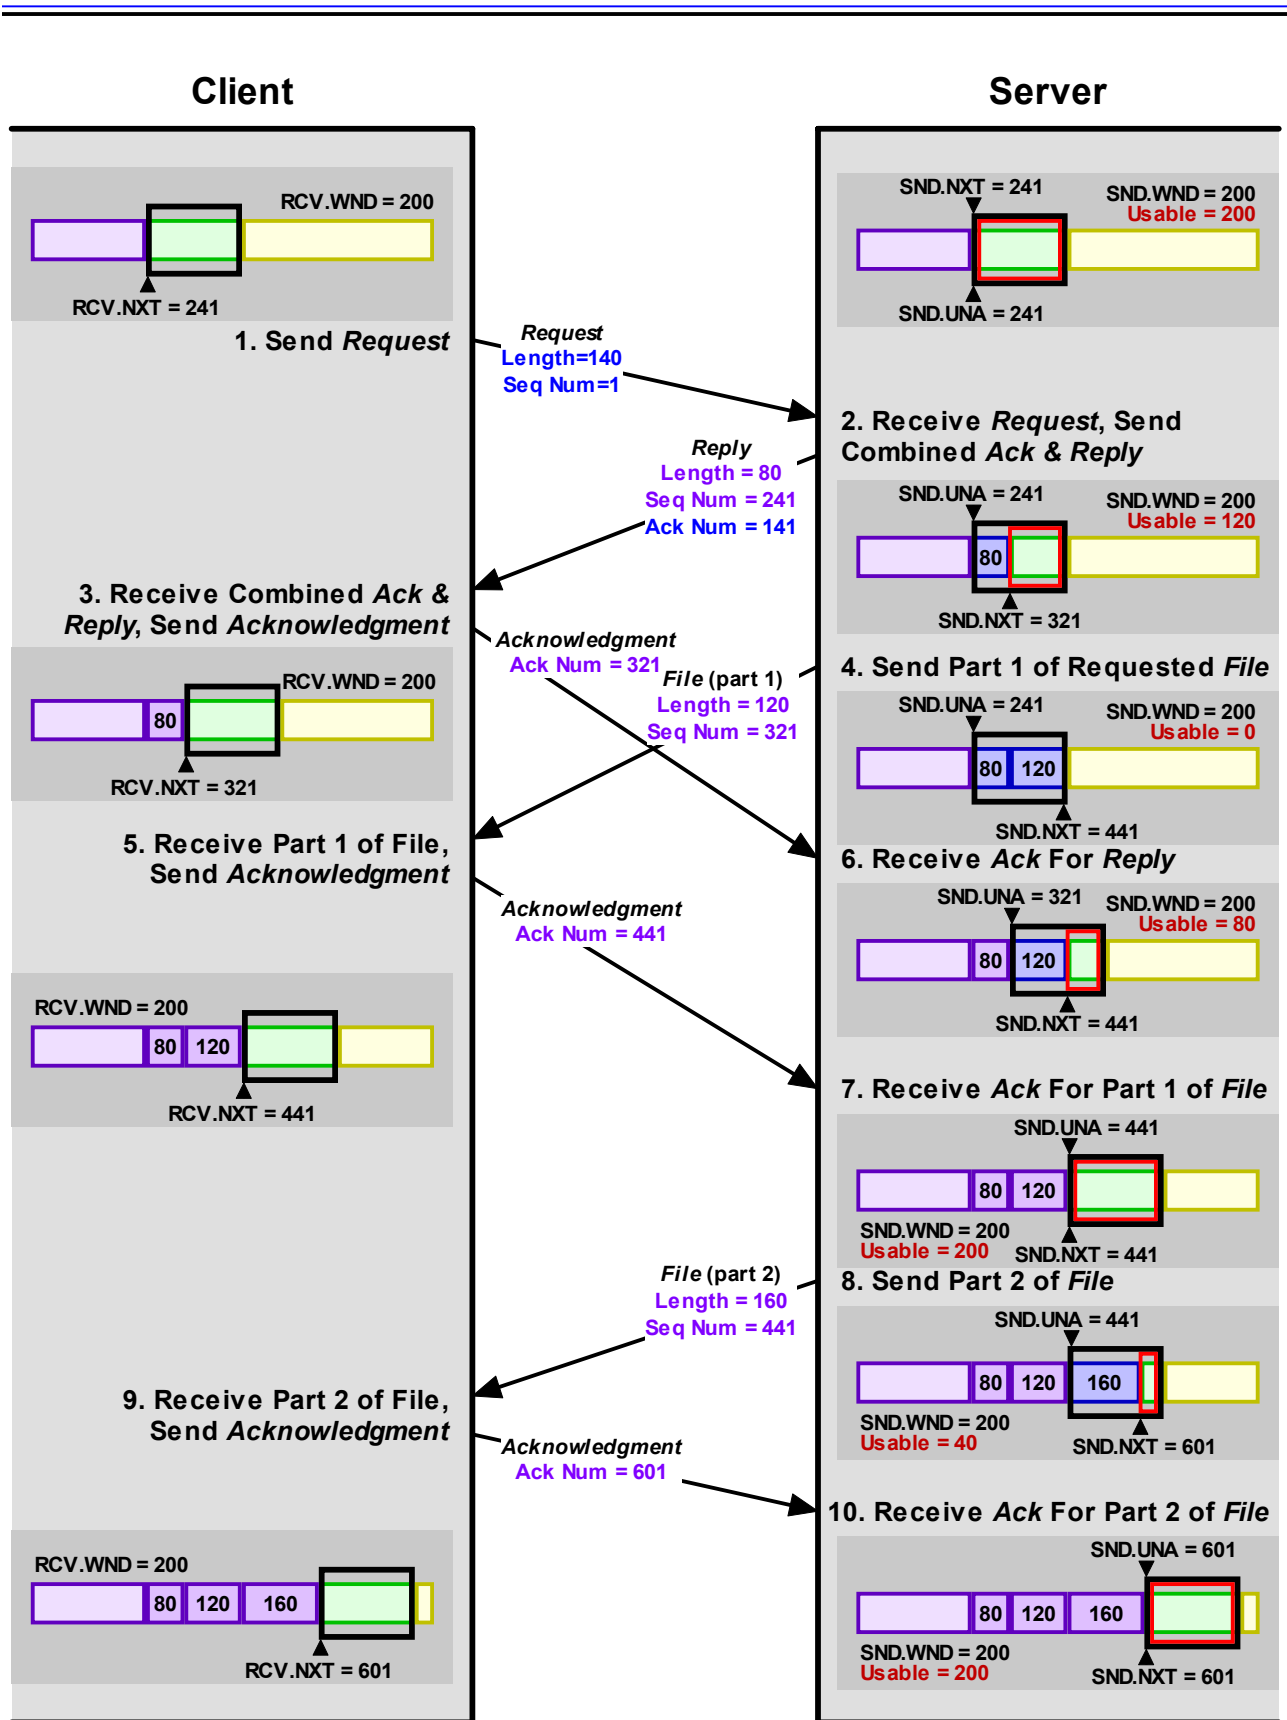 Client
Server
RCV.WND = 200
RCV.NXT = 241
SND.NXT = 241
SND.WND = 200
Usable = 200
SND.UNA = 241
1. Send Request
Request
Length=140
Seq Num=1
2. Receive Request, Send
Combined Ack & Reply
Reply
Length = 80
Seq Num = 241
Ack Num = 141
SND.UNA = 241
SND.WND = 200
Usable = 120
80
SND.NXT = 321
3. Receive Combined Ack &
Reply, Send Acknowledgment
Acknowledgment
Ack Num = 321
RCV.WND = 200
80
RCV.NXT = 321
File (part 1)
Length = 120
Seq Num = 321
4. Send Part 1 of Requested File
SND.UNA = 241
SND.WND = 200
Usable = 0
80 120
SND.NXT = 441
5. Receive Part 1 of File,
Send Acknowledgment
Acknowledgment
Ack Num = 441
6. Receive Ack For Reply
SND.UNA = 321
SND.WND = 200
Usable = 80
80 120
SND.NXT = 441
RCV.WND = 200
80 120
RCV.NXT = 441
7. Receive Ack For Part 1 of File
SND.UNA = 441
80 120
SND.WND = 200
Usable = 200
SND.NXT = 441
File (part 2)
Length = 160
Seq Num = 441
8. Send Part 2 of File
SND.UNA = 441
80 120 160
SND.WND = 200
Usable = 40
SND.NXT = 601
9. Receive Part 2 of File,
Send Acknowledgment
Acknowledgment
Ack Num = 601
10. Receive Ack For Part 2 of File
RCV.WND = 200
80 120 160
RCV.NXT = 601
SND.UNA = 601
80 120 160
SND.WND = 200
Usable = 200
SND.NXT = 601